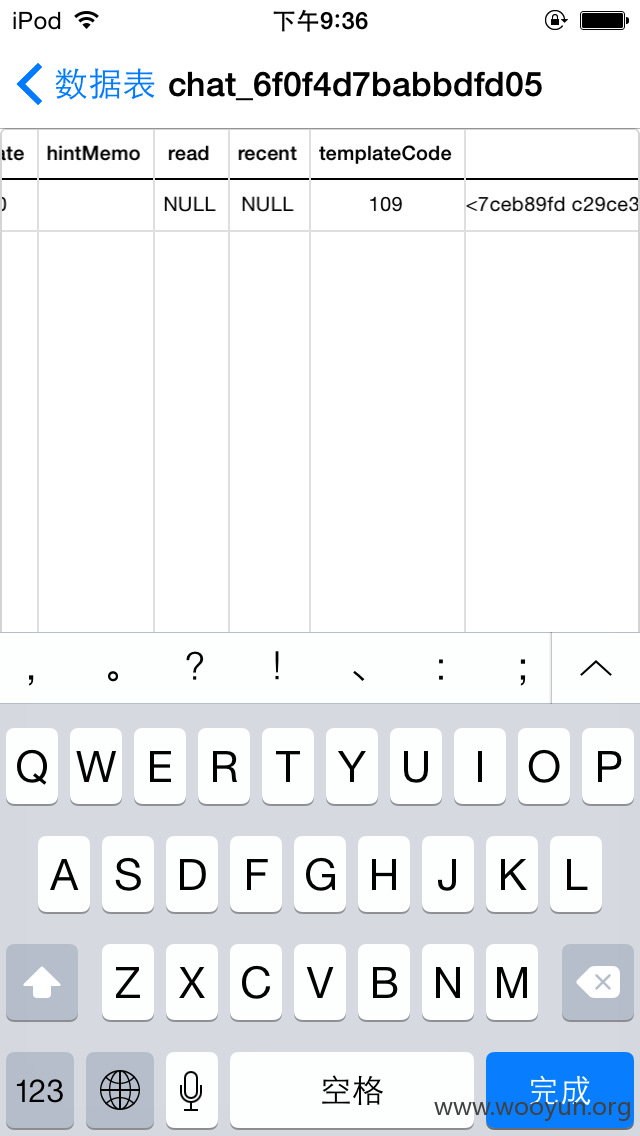 iPod 下午9:36
数据表 chat_6f0f4d7babbdfd05
ate hintMemo read recent templateCode
0 NULL NULL 109 <7ceb89fd c29ce3
, 。 ? ! 、 : ; 
Q W E R T Y U I O P
A S D F G H J K L
Z X C V B N M
123 空格 完成
www.wooyun.org